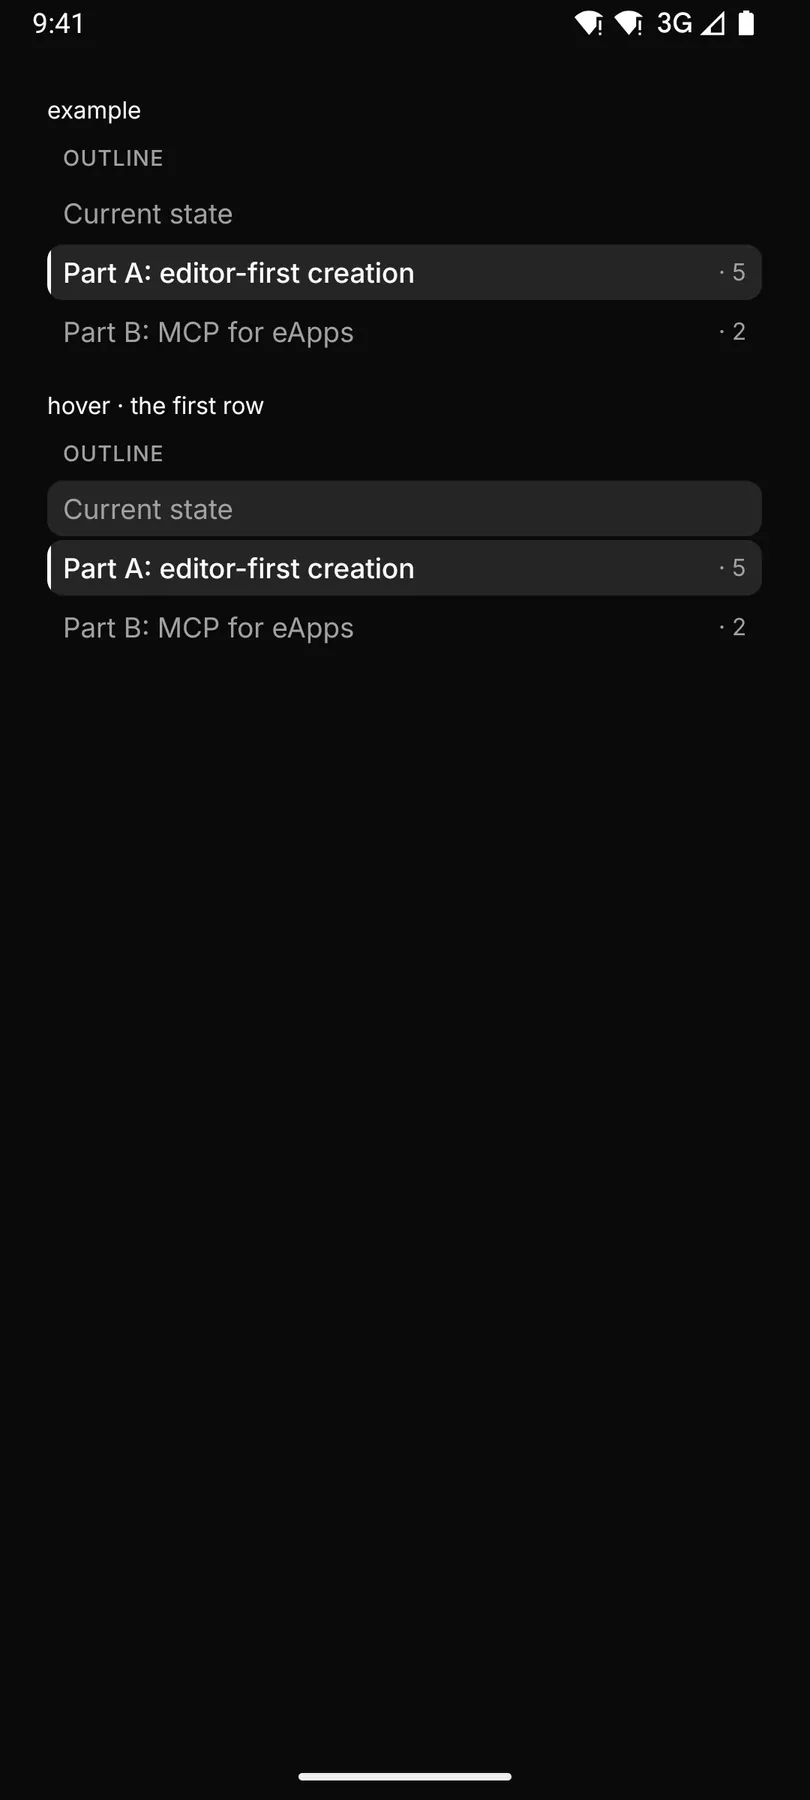 9:41 3G
example
OUTLINE
Current state
Part A: editor-first creation · 5
Part B: MCP for eApps · 2
hover · the first row
OUTLINE
Current state
Part A: editor-first creation · 5
Part B: MCP for eApps · 2